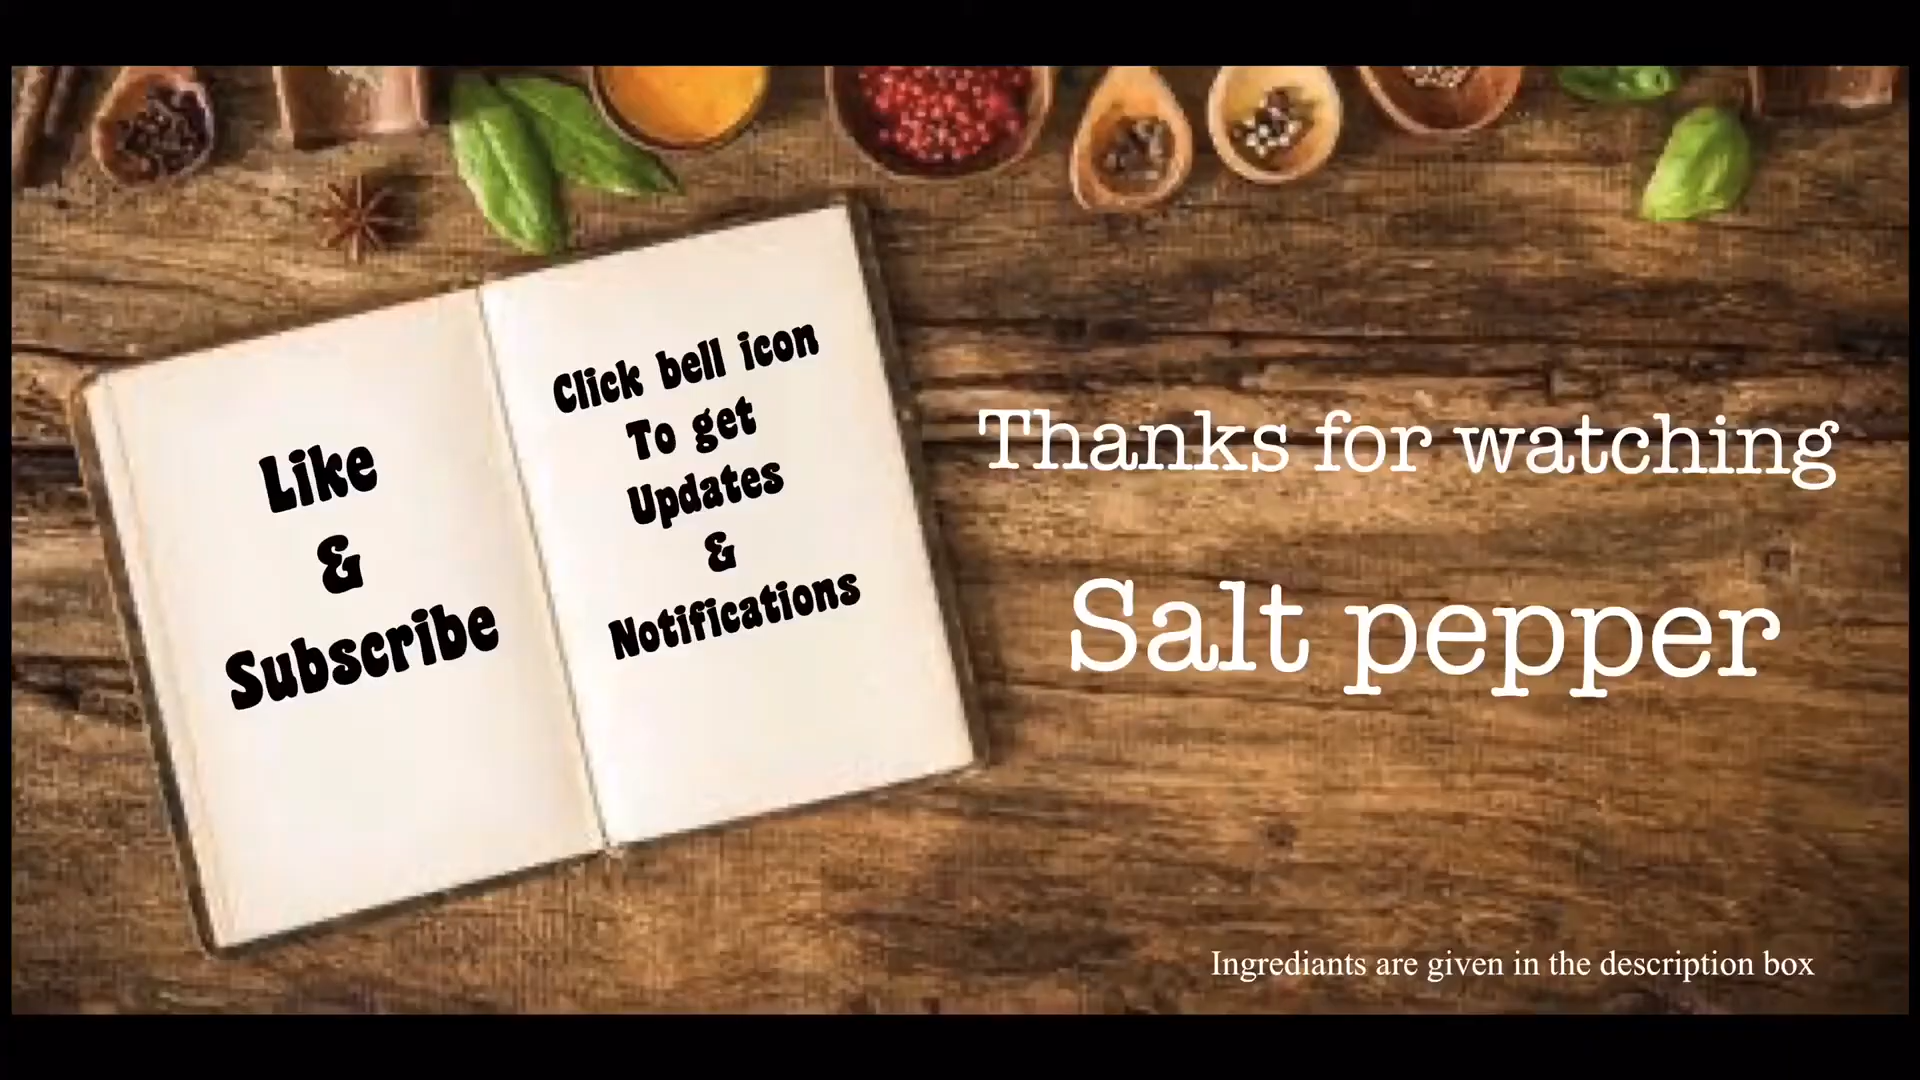 Like
&
Subscribe
Click bell icon
To get
Updates
&
Notifications
Thanks for watching
Salt pepper
Ingrediants are given in the description box